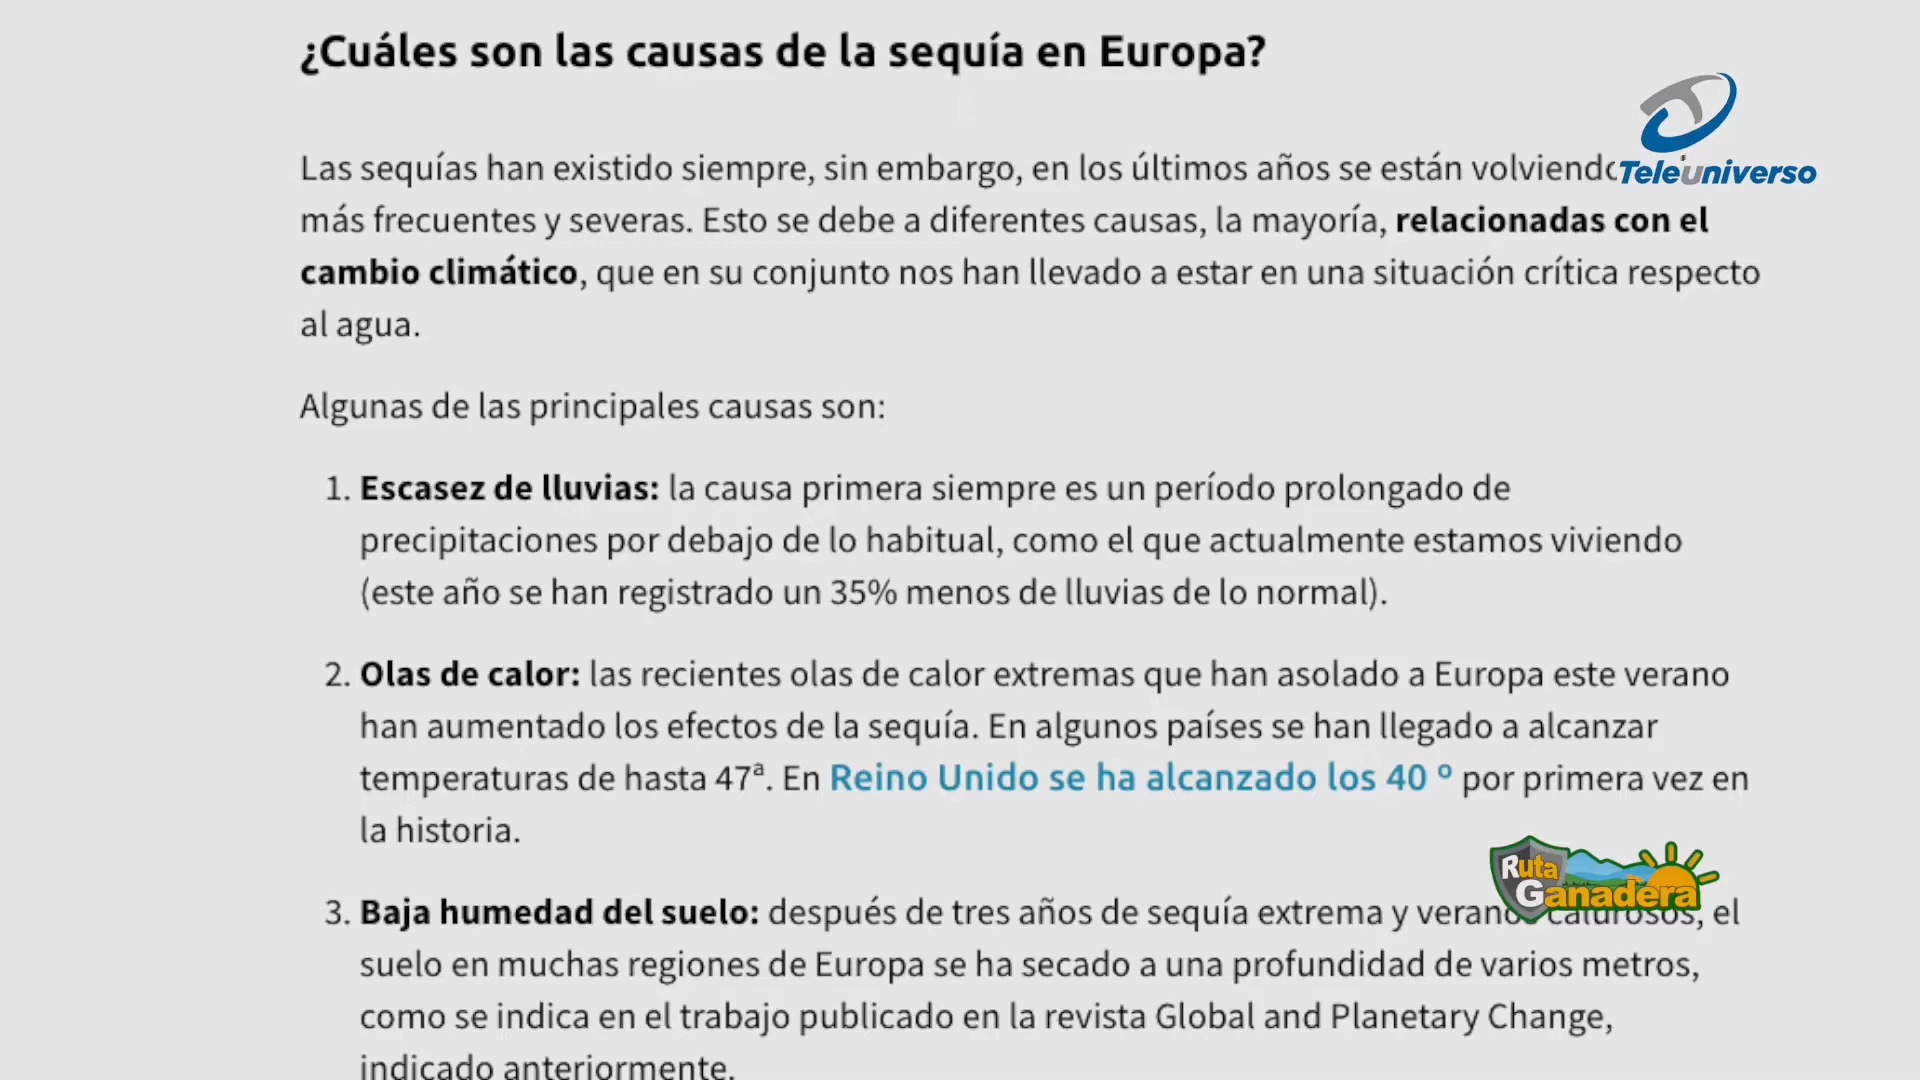 ¿Cuáles son las causas de la sequía en Europa?
Teleuniverso
Las sequías han existido siempre, sin embargo, en los últimos años se están volviendo
más frecuentes y severas. Esto se debe a diferentes causas, la mayoría, relacionadas con el
cambio climático, que en su conjunto nos han llevado a estar en una situación crítica respecto
al agua.
Algunas de las principales causas son:
1. Escasez de lluvias: la causa primera siempre es un período prolongado de
precipitaciones por debajo de lo habitual, como el que actualmente estamos viviendo
(este año se han registrado un 35% menos de lluvias de lo normal).
2. Olas de calor: las recientes olas de calor extremas que han asolado a Europa este verano
han aumentado los efectos de la sequía. En algunos países se han llegado a alcanzar
temperaturas de hasta 47ª. En Reino Unido se ha alcanzado los 40 º por primera vez en
la historia.
Ruta
Ganadera
3. Baja humedad del suelo: después de tres años de sequía extrema y veranos calurosos, el
suelo en muchas regiones de Europa se ha secado a una profundidad de varios metros,
como se indica en el trabajo publicado en la revista Global and Planetary Change,
indicado anteriormente.